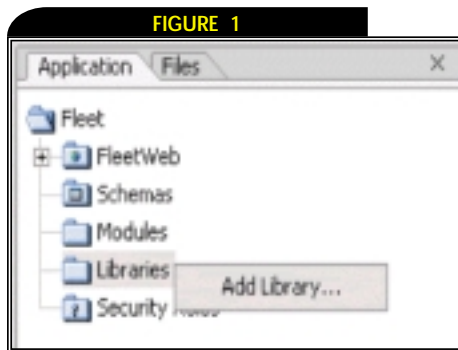 FIGURE 1
Application Files
Fleet
FleetWeb
Schemas
Modules
Libraries
Add Library...
Security